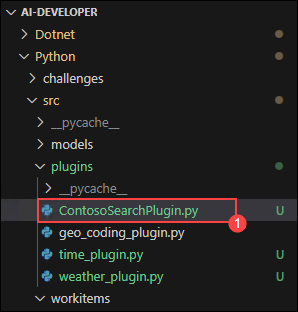 AI-DEVELOPER
Dotnet
Python
challenges
src
__pycache__
models
plugins
__pycache__
ContosoSearchPlugin.py U
1
geo_coding_plugin.py
time_plugin.py U
weather_plugin.py U
workitems